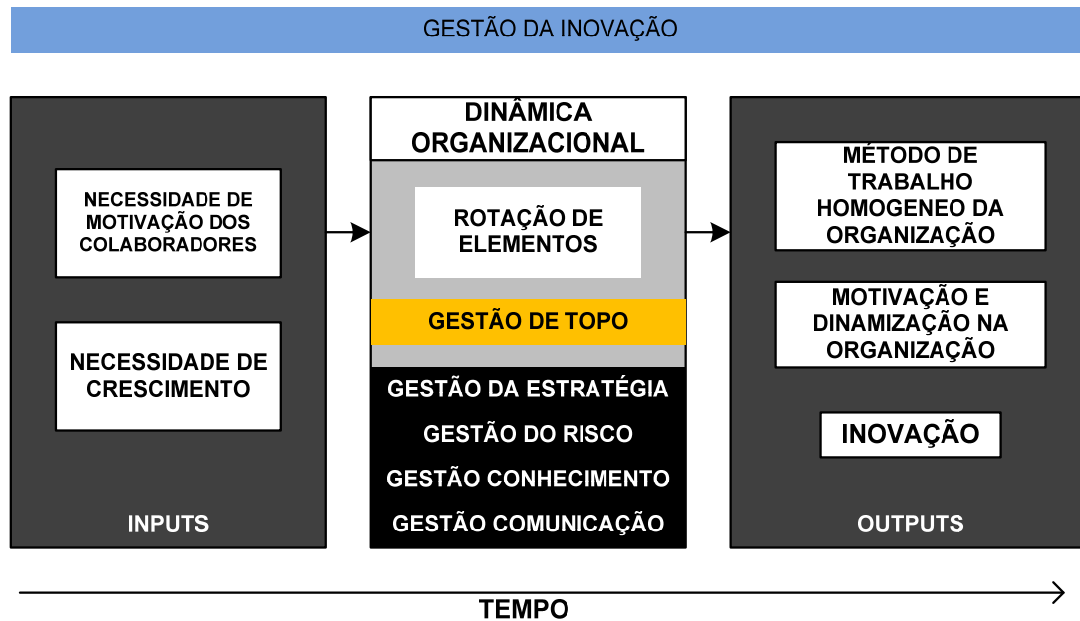 GESTÃO DA INOVAÇÃO
NECESSIDADE DE
MOTIVAÇÃO DOS
COLABORADORES
NECESSIDADE DE
CRESCIMENTO
INPUTS
DINÂMICA
ORGANIZACIONAL
ROTAÇÃO DE
ELEMENTOS
GESTÃO DE TOPO
GESTÃO DA ESTRATÉGIA
GESTÃO DO RISCO
GESTÃO CONHECIMENTO
GESTÃO COMUNICAÇÃO
MÉTODO DE
TRABALHO
HOMOGENEO DA
ORGANIZAÇÃO
MOTIVAÇÃO E
DINAMIZAÇÃO NA
ORGANIZAÇÃO
INOVAÇÃO
OUTPUTS
TEMPO